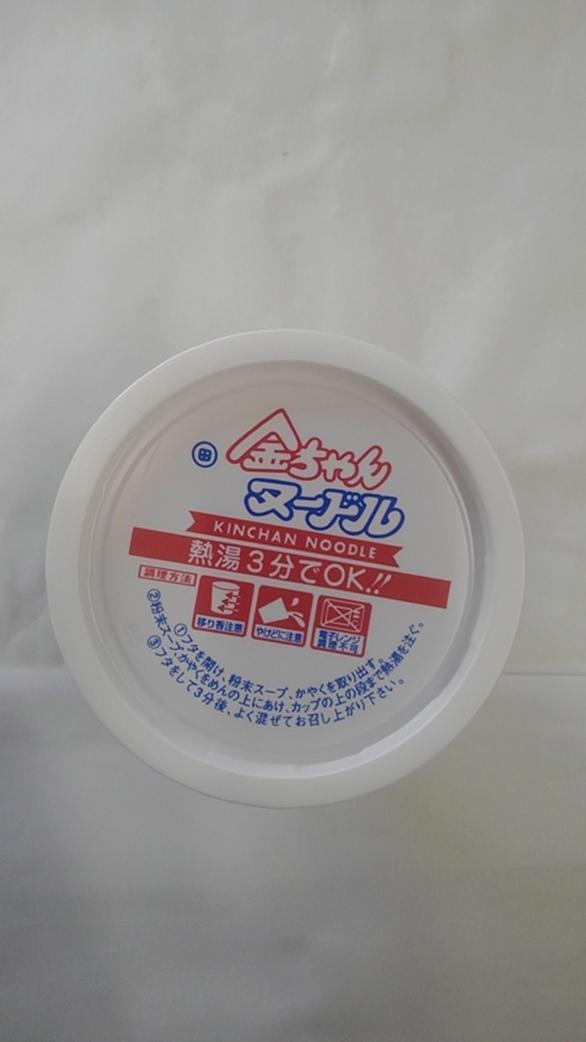 田
金ちゃん
ヌードル
KINCHAN NOODLE
熱湯3分でOK!!
調理方法
移り香注意
やけどに注意
電子レンジ
調理不可
①フタを開け、粉末スープ、かやくを取り出す。
②粉末スープ・かやくをめんの上にあけ、カップの上の段まで熱湯を注ぐ。
③フタをして3分後、よく混ぜてお召し上がり下さい。